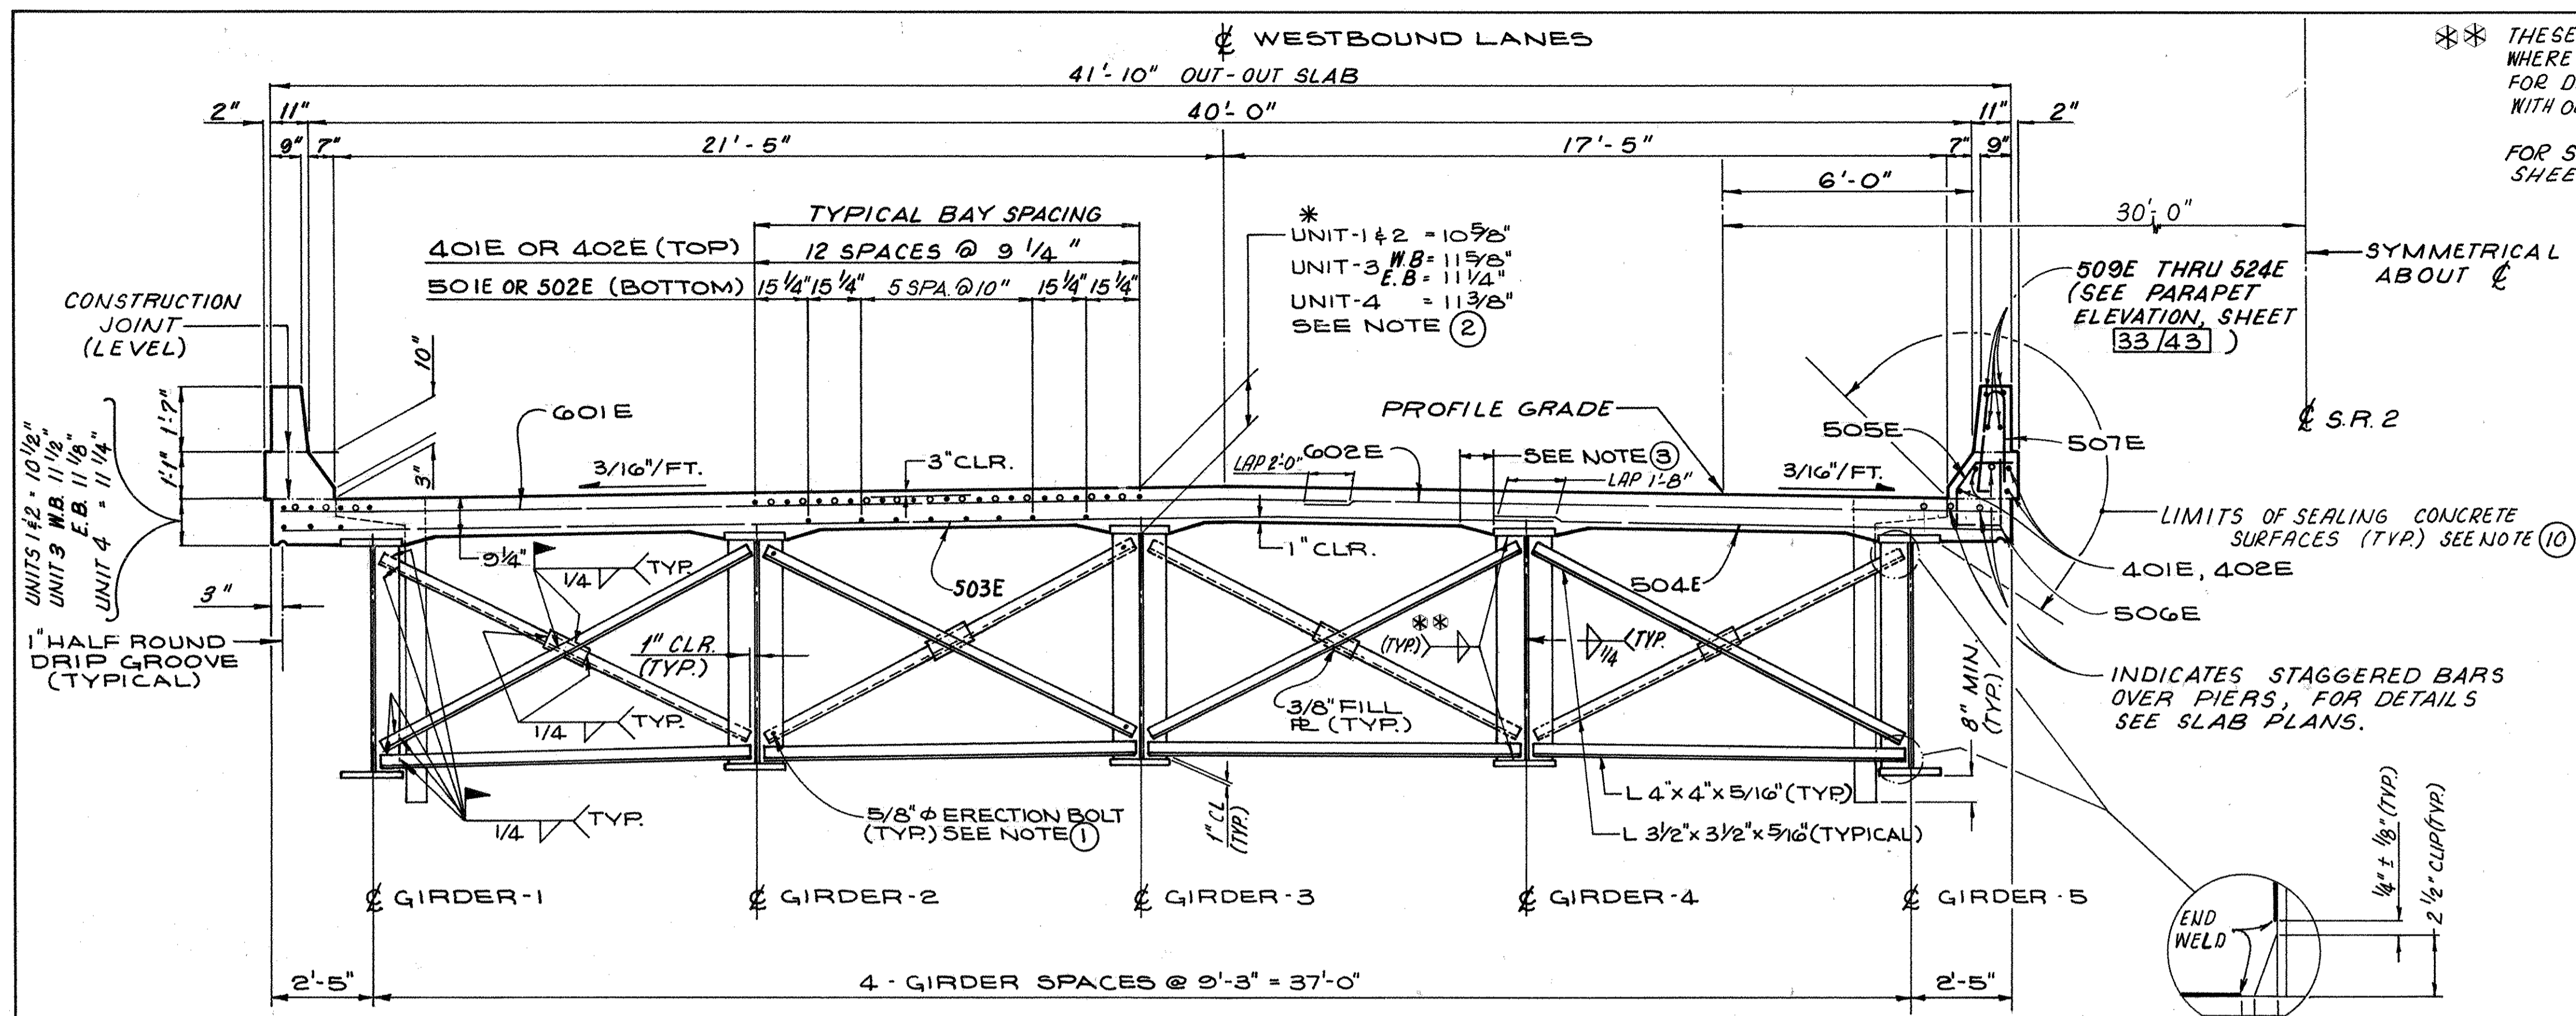 ℄ WESTBOUND LANES
41'-10" OUT-OUT SLAB
2" 11" 40'-0" 11" 2"
9" 7" 21'-5" 17'-5" 7" 9"
6'-0"
30'-0"
** THESE
WHERE
FOR
WITH
FOR
SHEE
TYPICAL BAY SPACING
401E OR 402E (TOP) 12 SPACES @ 9 1/4"
501E OR 502E (BOTTOM) 15 1/4" 15 1/4" 5 SPA. @ 10" 15 1/4" 15 1/4"
*
UNIT-1 & 2 = 10 5/8"
UNIT-3 W.B = 11 5/8"
E.B = 11 1/4"
UNIT-4 = 11 3/8"
SEE NOTE 2
SYMMETRICAL
ABOUT ℄
509E THRU 524E
(SEE PARAPET
ELEVATION, SHEET
33/43 )
CONSTRUCTION
JOINT
(LEVEL)
10"
3"
1'-7"
1'-1"
UNITS 1 & 2 = 10 1/2"
UNIT 3 W.B. 11 1/2"
E.B. 11 1/8"
UNIT 4 = 11 1/4"
601E
3/16"/FT.
3" CLR.
PROFILE GRADE
602E
LAP 2'-0"
SEE NOTE 3
LAP 1'-8"
3/16"/FT.
505E
507E
℄ S.R. 2
LIMITS OF SEALING CONCRETE
SURFACES (TYP.) SEE NOTE 10
401E, 402E
506E
9 1/4"
1/4 TYP.
503E
1" CLR.
504E
3"
1" HALF ROUND
DRIP GROOVE
(TYPICAL)
1" CLR.
(TYP.)
**
(TYP.)
1/4 TYP.
1/4 TYP.
3/8" FILL
PL (TYP.)
8" MIN.
(TYP.)
INDICATES STAGGERED BARS
OVER PIERS, FOR DETAILS
SEE SLAB PLANS.
1/4 TYP.
5/8" Φ ERECTION BOLT
(TYP.) SEE NOTE 1
1" CL
(TYP.)
L 4" x 4" x 5/16" (TYP.)
L 3 1/2" x 3 1/2" x 5/16" (TYPICAL)
1/4" ± 1/8" (TYP.)
2 1/2" CLIP (TYP.)
℄ GIRDER-1 ℄ GIRDER-2 ℄ GIRDER-3 ℄ GIRDER-4 ℄ GIRDER-5
END
WELD
2'-5" 4 - GIRDER SPACES @ 9'-3" = 37'-0" 2'-5"